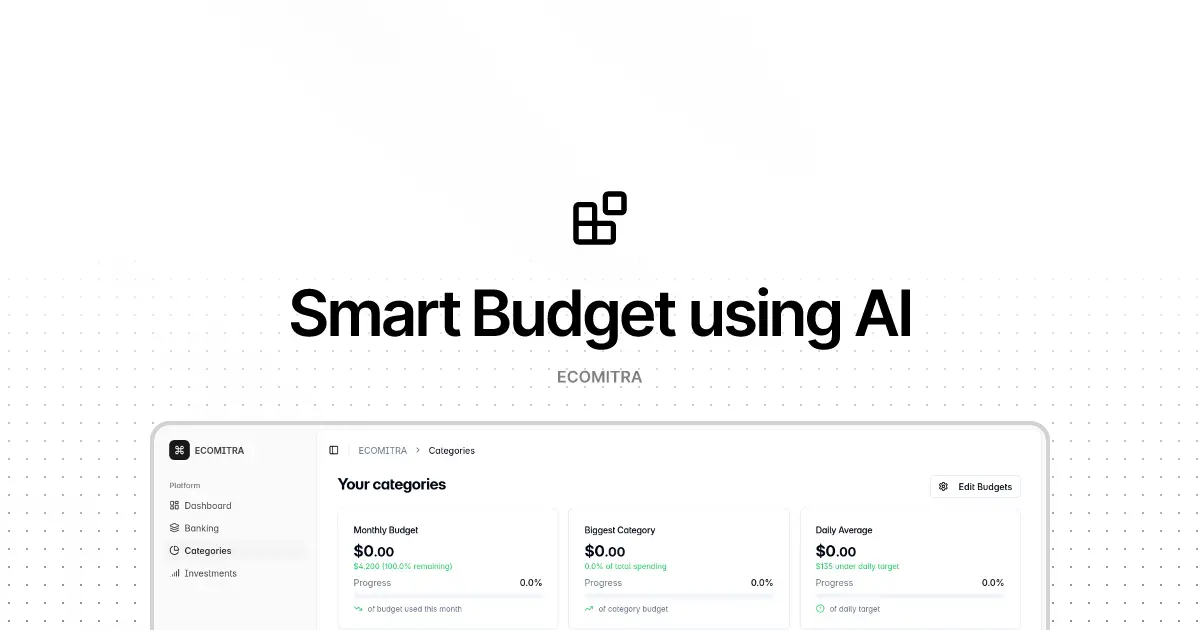 Smart Budget using AI
ECOMITRA
ECOMITRA
Platform
Dashboard
Banking
Categories
Investments
ECOMITRA > Categories
Your categories
Edit Budgets
Monthly Budget
$0.00
$4,200 (100.0% remaining)
Progress 0.0%
of budget used this month
Biggest Category
$0.00
0.0% of total spending
Progress 0.0%
of category budget
Daily Average
$0.00
$135 under daily target
Progress 0.0%
of daily target